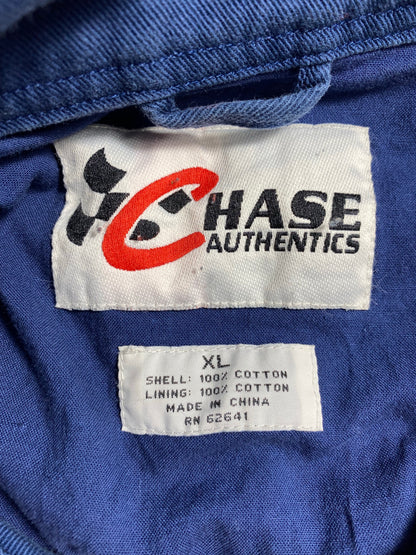 CHASE
AUTHENTICS
XL
SHELL: 100% COTTON
LINING: 100% COTTON
MADE IN CHINA
RN 62641